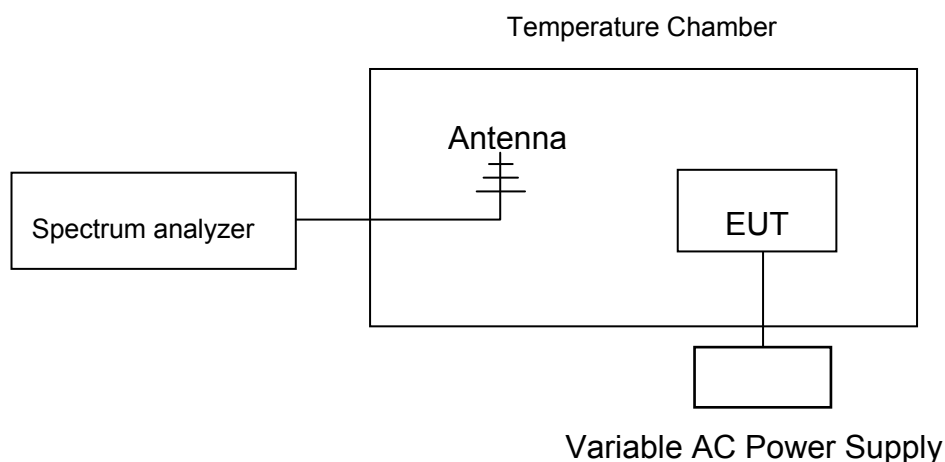 Temperature Chamber
Antenna
Spectrum analyzer
EUT
Variable AC Power Supply